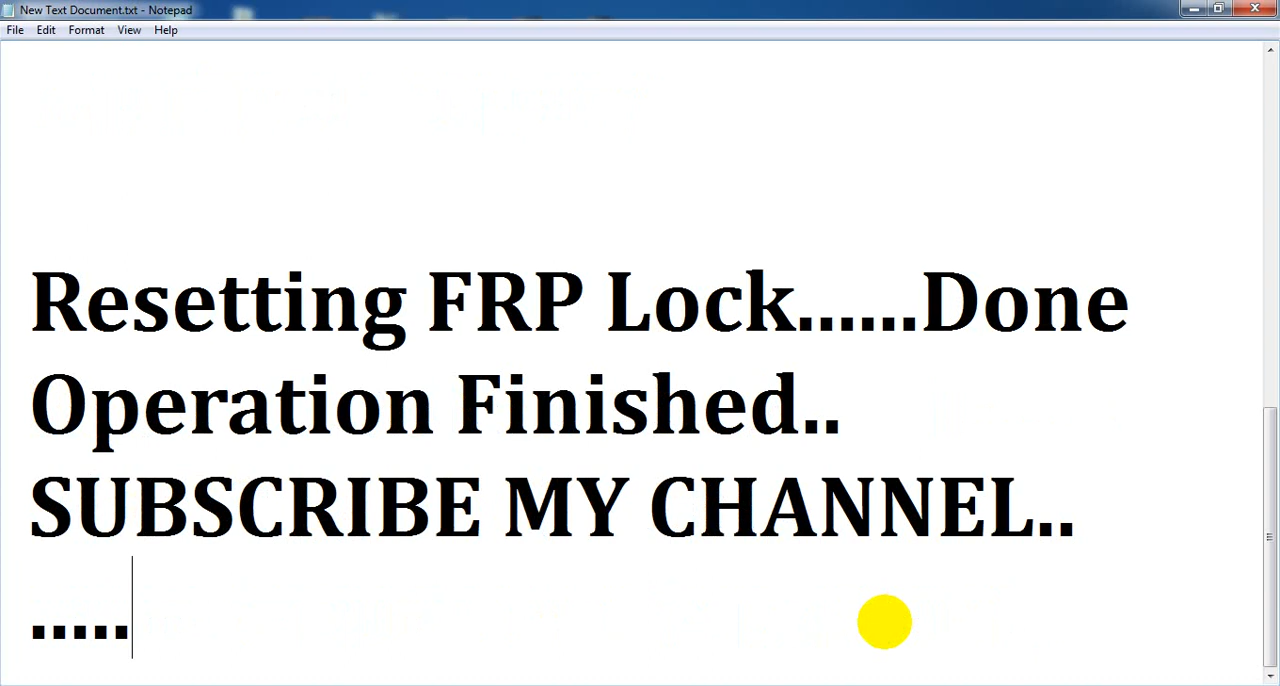 New Text Document.txt - Notepad
File Edit Format View Help
Resetting FRP Lock......Done
Operation Finished..
SUBSCRIBE MY CHANNEL..
.....